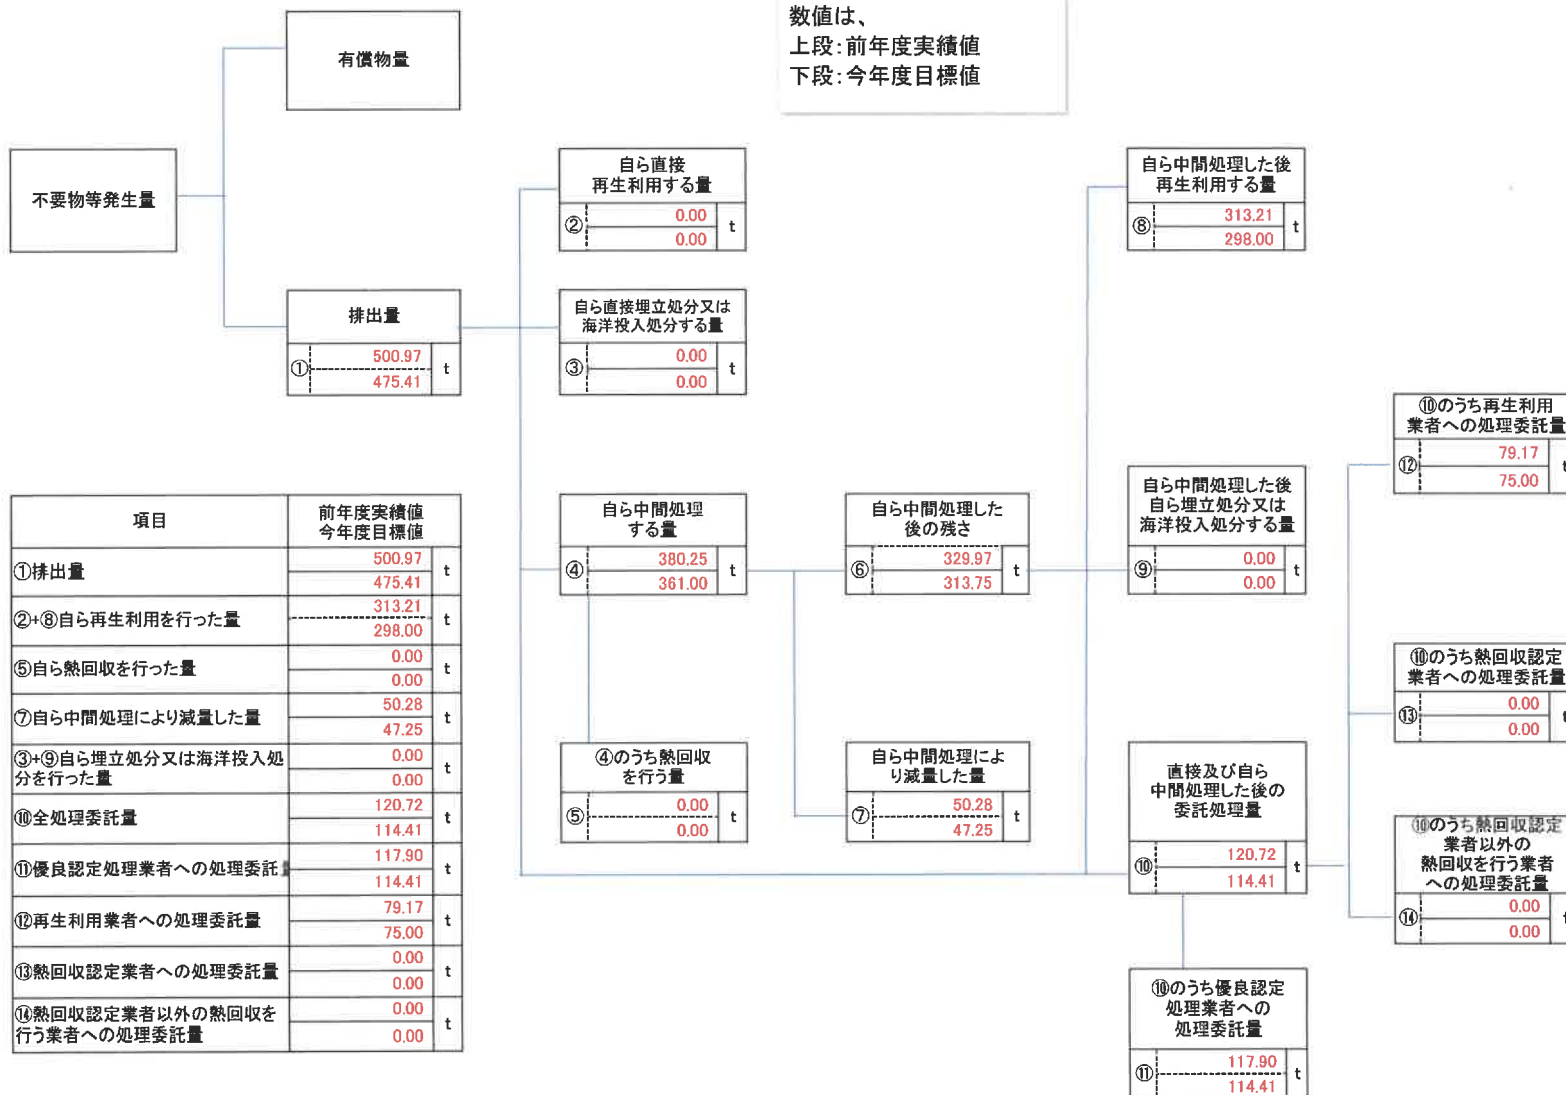 数値は、
上段:前年度実績値
下段:今年度目標値
有償物量
不要物等発生量
排出量
①
500.97
475.41
t
自ら直接
再生利用する量
②
0.00
0.00
t
自ら直接埋立処分又は
海洋投入処分する量
③
0.00
0.00
t
自ら中間処理
する量
④
380.25
361.00
t
④のうち熱回収
を行う量
⑤
0.00
0.00
t
自ら中間処理した
後の残さ
⑥
329.97
313.75
t
自ら中間処理によ
り減量した量
⑦
50.28
47.25
t
自ら中間処理した後
再生利用する量
⑧
313.21
298.00
t
自ら中間処理した後
自ら埋立処分又は
海洋投入処分する量
⑨
0.00
0.00
t
直接及び自ら
中間処理した後の
委託処理量
⑩
120.72
114.41
t
⑩のうち優良認定
処理業者への
処理委託量
⑪
117.90
114.41
t
⑩のうち再生利用
業者への処理委託量
⑫
79.17
75.00
t
⑩のうち熱回収認定
業者への処理委託量
⑬
0.00
0.00
t
⑩のうち熱回収認定
業者以外の
熱回収を行う業者
への処理委託量
⑭
0.00
0.00
t
項目
前年度実績値
今年度目標値
①排出量
500.97
475.41
t
②+⑧自ら再生利用を行った量
313.21
298.00
t
⑤自ら熱回収を行った量
0.00
0.00
t
⑦自ら中間処理により減量した量
50.28
47.25
t
③+⑨自ら埋立処分又は海洋投入処
分を行った量
0.00
0.00
t
⑩全処理委託量
120.72
114.41
t
⑪優良認定処理業者への処理委託
117.90
114.41
t
⑫再生利用業者への処理委託量
79.17
75.00
t
⑬熱回収認定業者への処理委託量
0.00
0.00
t
⑭熱回収認定業者以外の熱回収を
行う業者への処理委託量
0.00
0.00
t